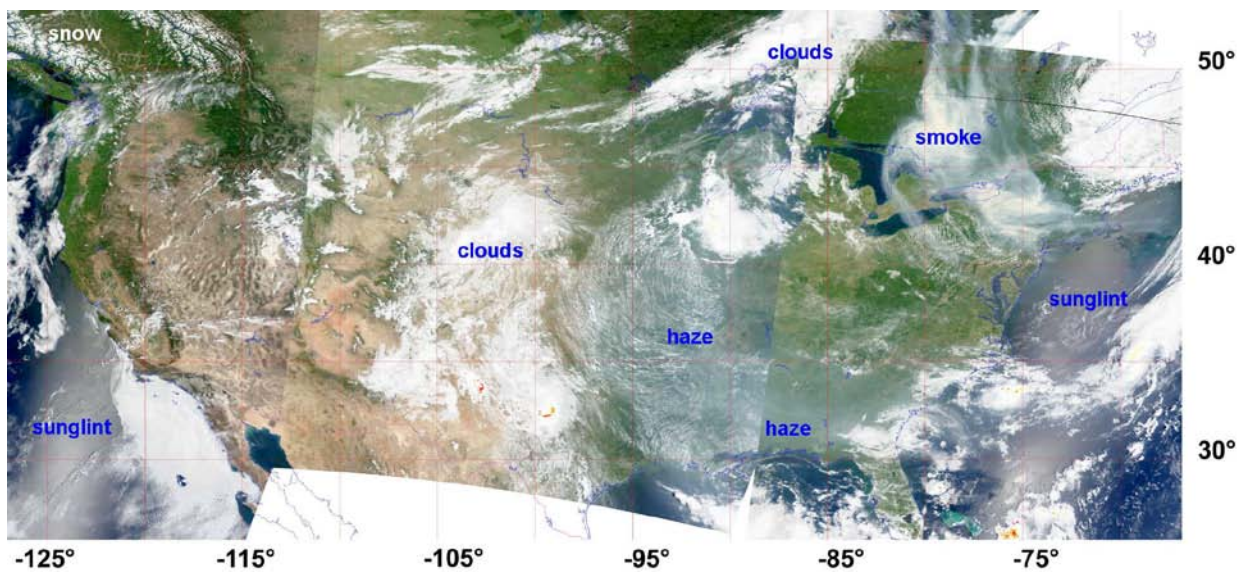 snow
clouds
50°
smoke
clouds
40°
sunglint
haze
sunglint
haze
30°
-125°
-115°
-105°
-95°
-85°
-75°